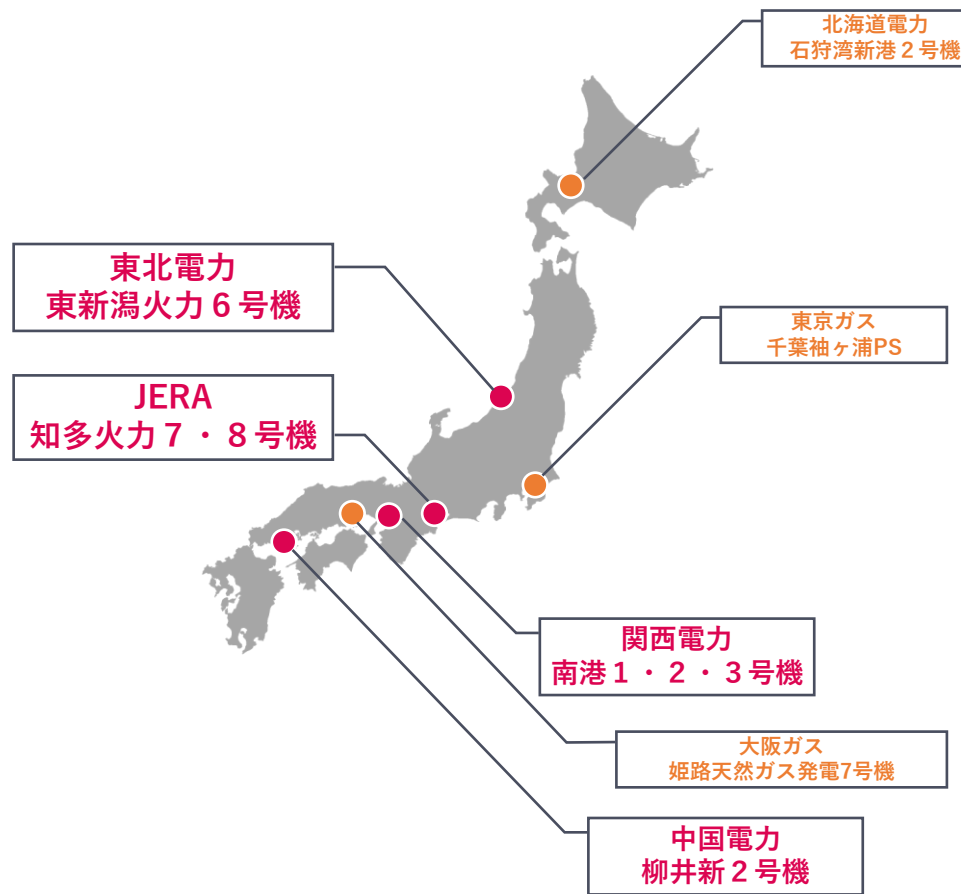 北海道電力
石狩湾新港２号機
東北電力
東新潟火力６号機
東京ガス
千葉袖ヶ浦PS
JERA
知多火力７・８号機
関西電力
南港１・２・３号機
大阪ガス
姫路天然ガス発電7号機
中国電力
柳井新２号機